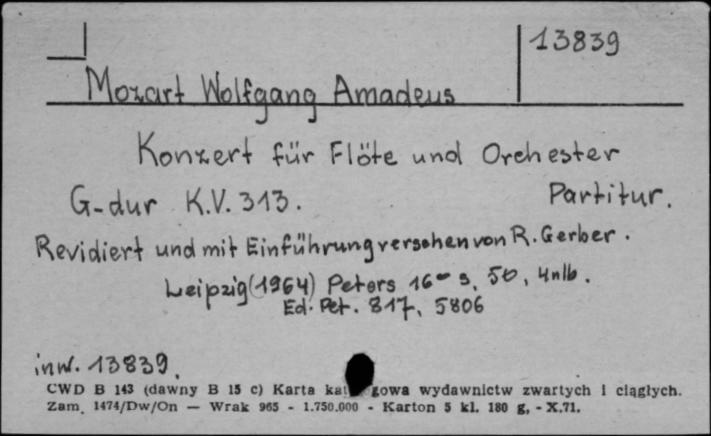 13839
Mozart Wolfgang Amadeus
Konzert für Flöte und Orchester
G-dur K.V. 313. Partitur.
Revidiert und mit Einführung versehen von R. Gerber.
Leipzig (1964) Peters 16° s. 50, 4nlb.
Ed. Pet. 817, 5806
inw. 13839.
CWD B 143 (dawny B 15 c) Karta wydawnictw zwartych i ciągłych.
Zam. 1474/Dw/On — Wrak 965 - 1.750.000 - Karton 5 kl. 180 g, - X.71.